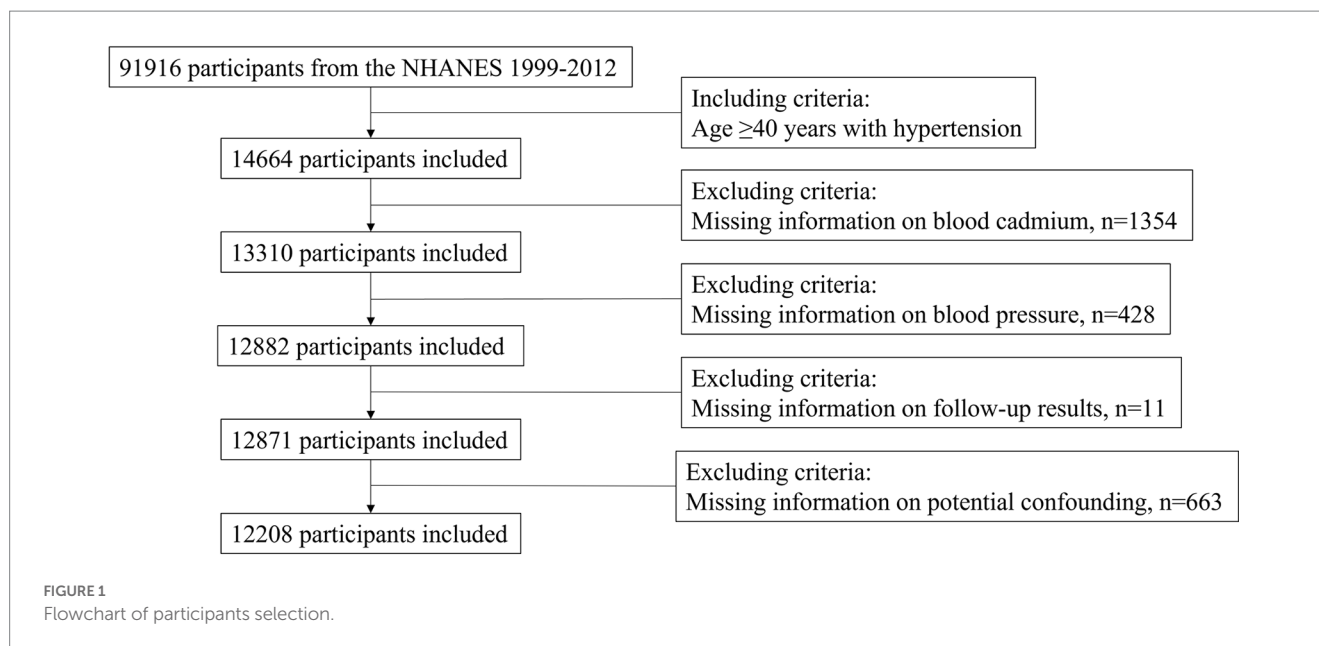 91916 participants from the NHANES 1999-2012
Including criteria:
Age ≥40 years with hypertension
14664 participants included
Excluding criteria:
Missing information on blood cadmium, n=1354
13310 participants included
Excluding criteria:
Missing information on blood pressure, n=428
12882 participants included
Excluding criteria:
Missing information on follow-up results, n=11
12871 participants included
Excluding criteria:
Missing information on potential confounding, n=663
12208 participants included
FIGURE 1
Flowchart of participants selection.